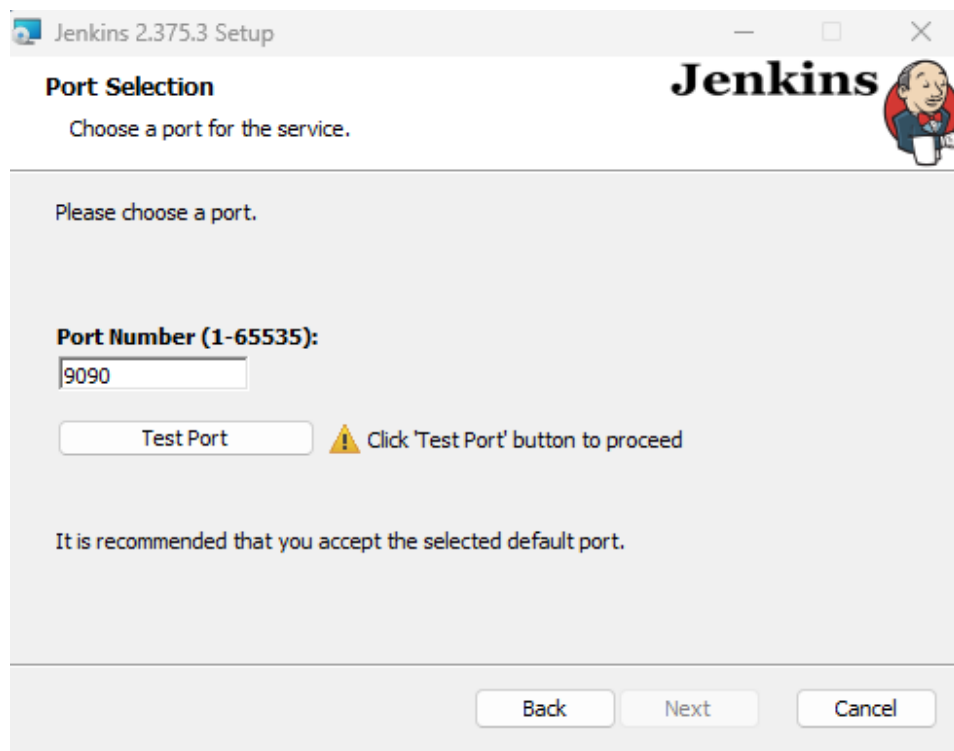 Jenkins 2.375.3 Setup
Port Selection
Jenkins
Choose a port for the service.
Please choose a port.
Port Number (1-65535):
9090
Test Port
Click 'Test Port' button to proceed
It is recommended that you accept the selected default port.
Back
Next
Cancel